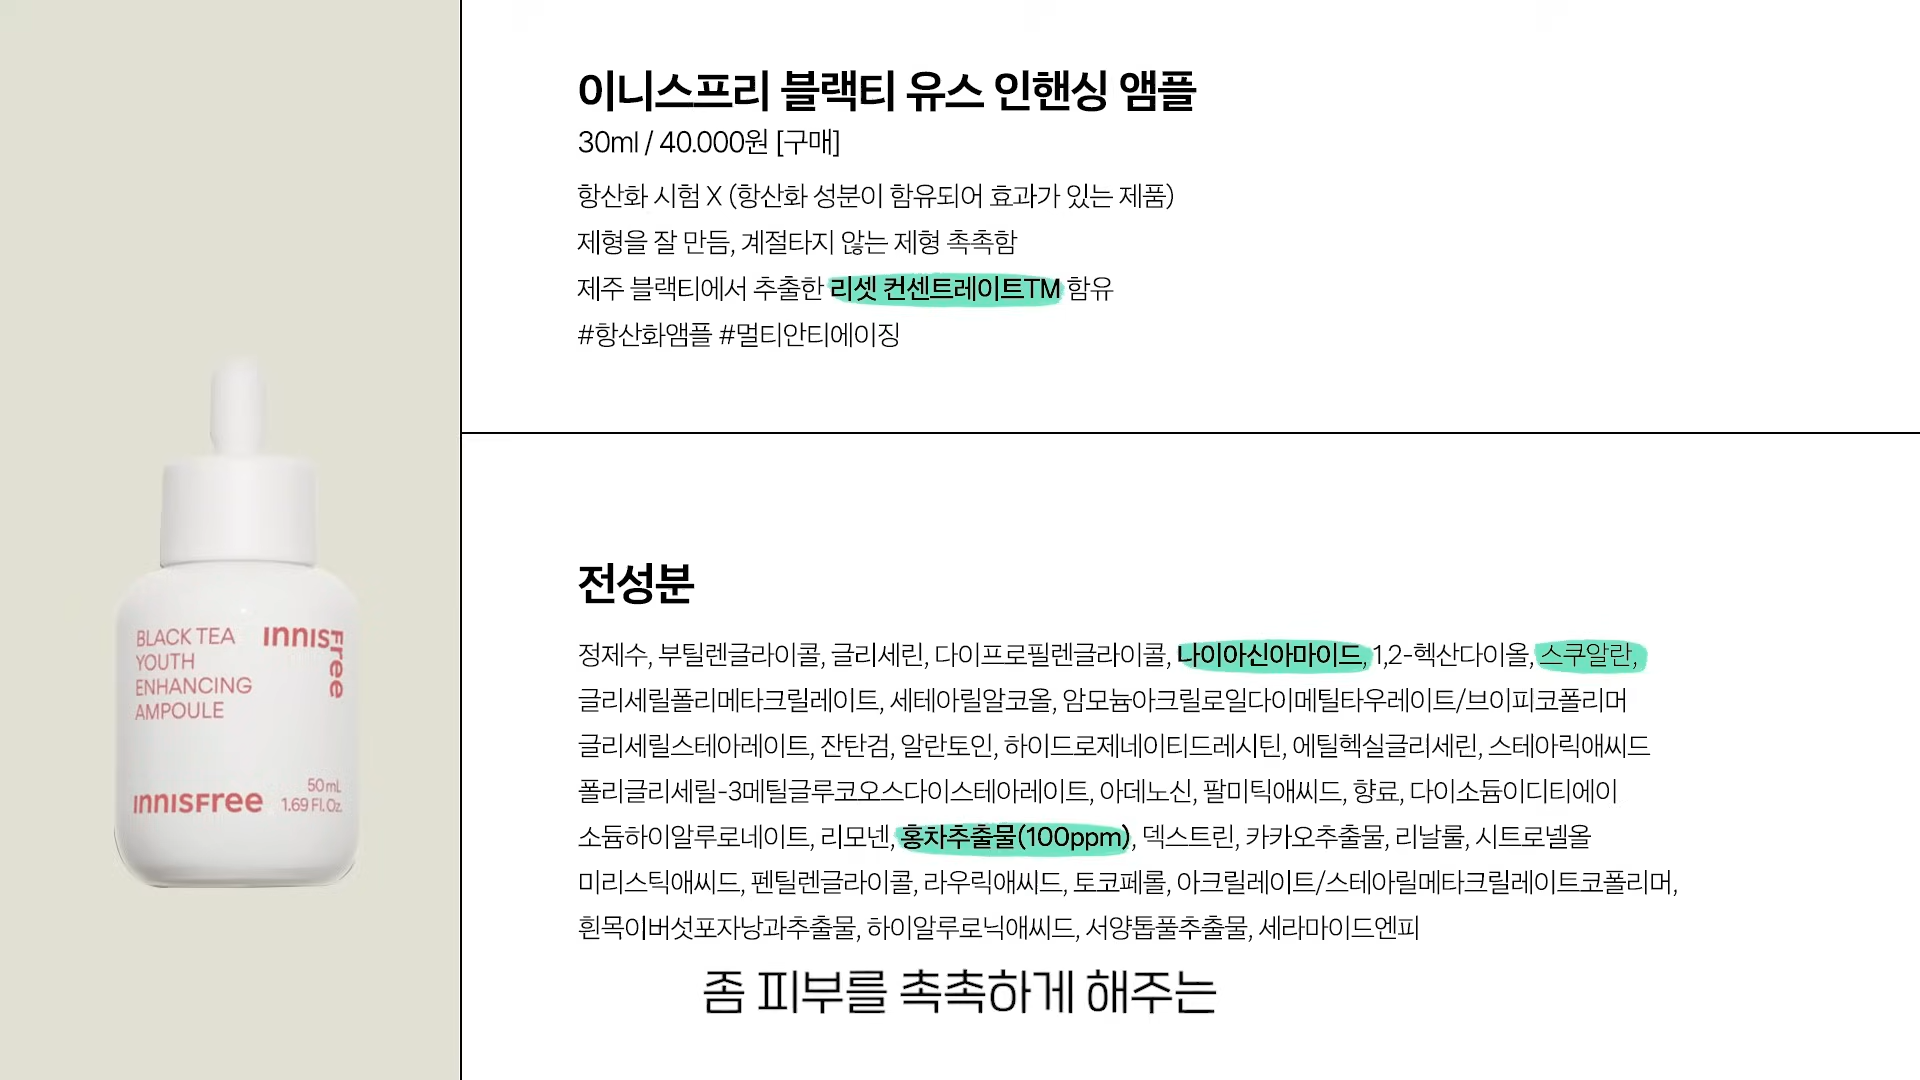 이니스프리 블랙티 유스 인핸싱 앰플
30ml / 40.000원 [구매]
항산화 시험 X (항산화 성분이 함유되어 효과가 있는 제품)
제형을 잘 만듬, 계절타지 않는 제형 촉촉함
제주 블랙티에서 추출한 리셋 컨센트레이트TM 함유
#항산화앰플 #멀티안티에이징
BLACK TEA
YOUTH
ENHANCING
AMPOULE
innisfree
innisfree
50 mL
1.69 Fl. Oz.
전성분
정제수, 부틸렌글라이콜, 글리세린, 다이프로필렌글라이콜, 나이아신아마이드, 1,2-헥산다이올, 스쿠알란,
글리세릴폴리메타크릴레이트, 세테아릴알코올, 암모늄아크릴로일다이메틸타우레이트/브이피코폴리머
글리세릴스테아레이트, 잔탄검, 알란토인, 하이드로제네이티드레시틴, 에틸헥실글리세린, 스테아릭애씨드
폴리글리세릴-3메틸글루코오스다이스테아레이트, 아데노신, 팔미틱애씨드, 향료, 다이소듐이디티에이
소듐하이알루로네이트, 리모넨, 홍차추출물(100ppm), 덱스트린, 카카오추출물, 리날룰, 시트로넬올
미리스틱애씨드, 펜틸렌글라이콜, 라우릭애씨드, 토코페롤, 아크릴레이트/스테아릴메타크릴레이트코폴리머,
흰목이버섯포자낭과추출물, 하이알루로닉애씨드, 서양톱풀추출물, 세라마이드엔피
좀 피부를 촉촉하게 해주는